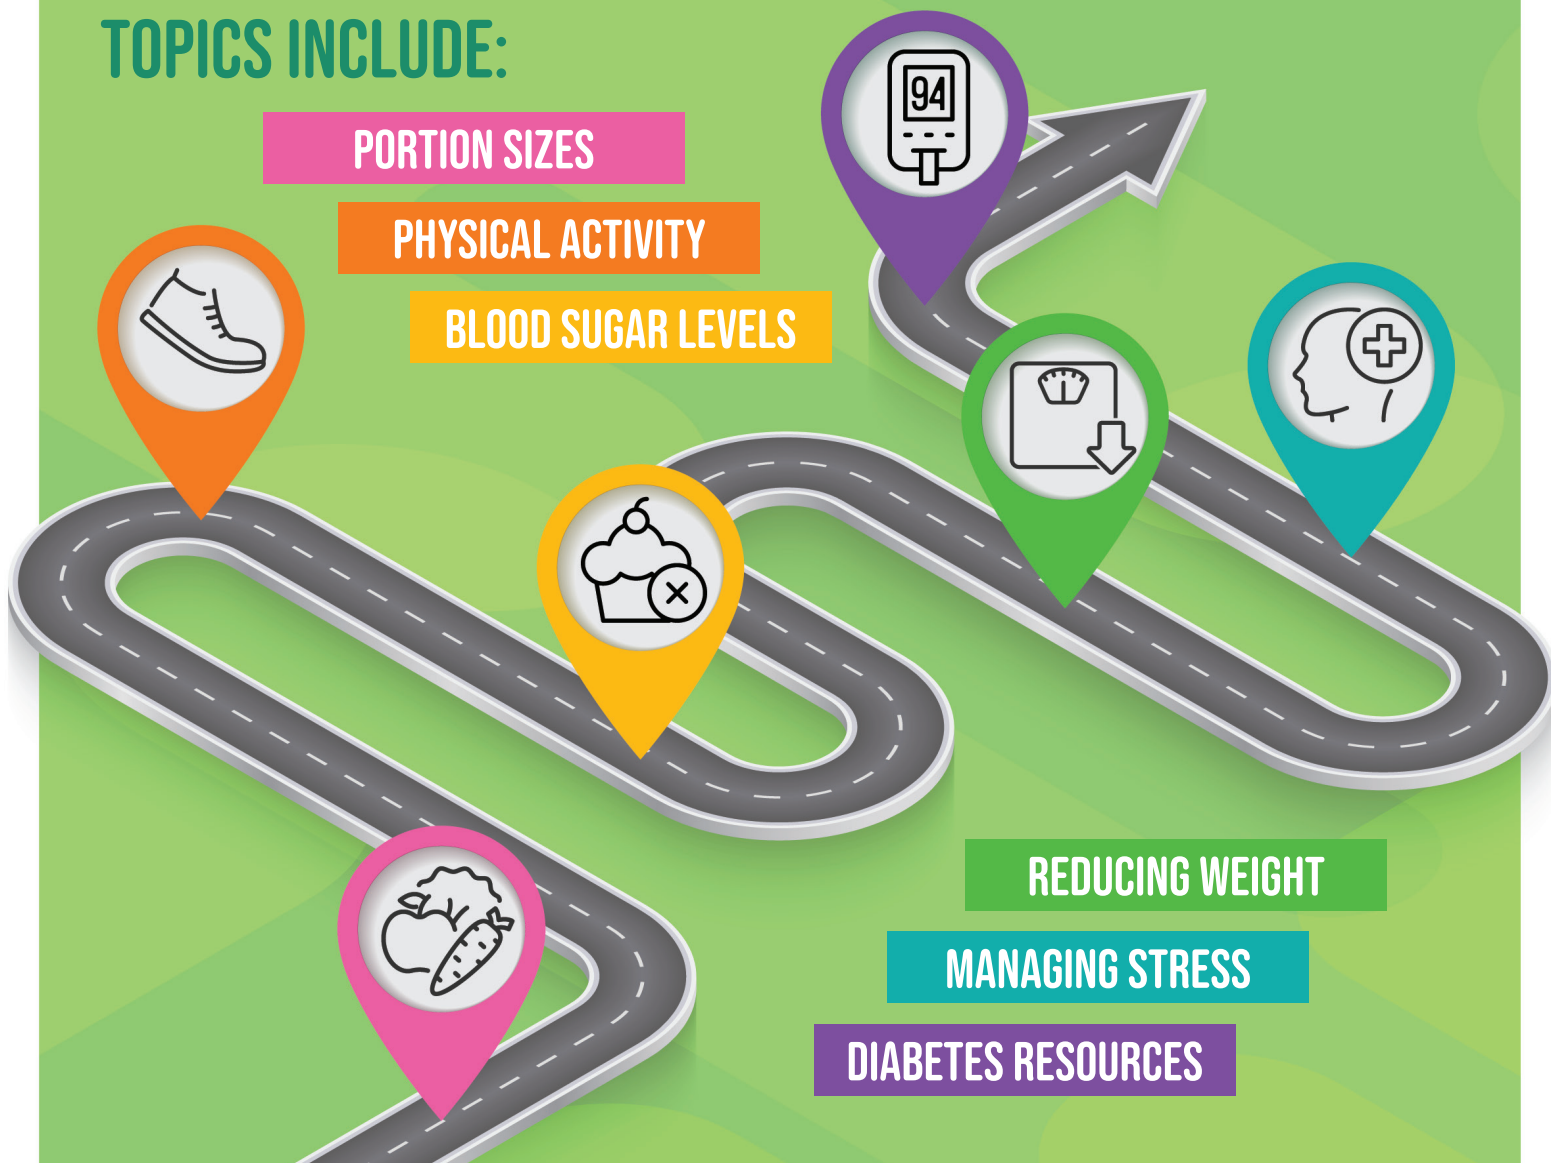 TOPICS INCLUDE:
PORTION SIZES
PHYSICAL ACTIVITY
BLOOD SUGAR LEVELS
94
REDUCING WEIGHT
MANAGING STRESS
DIABETES RESOURCES